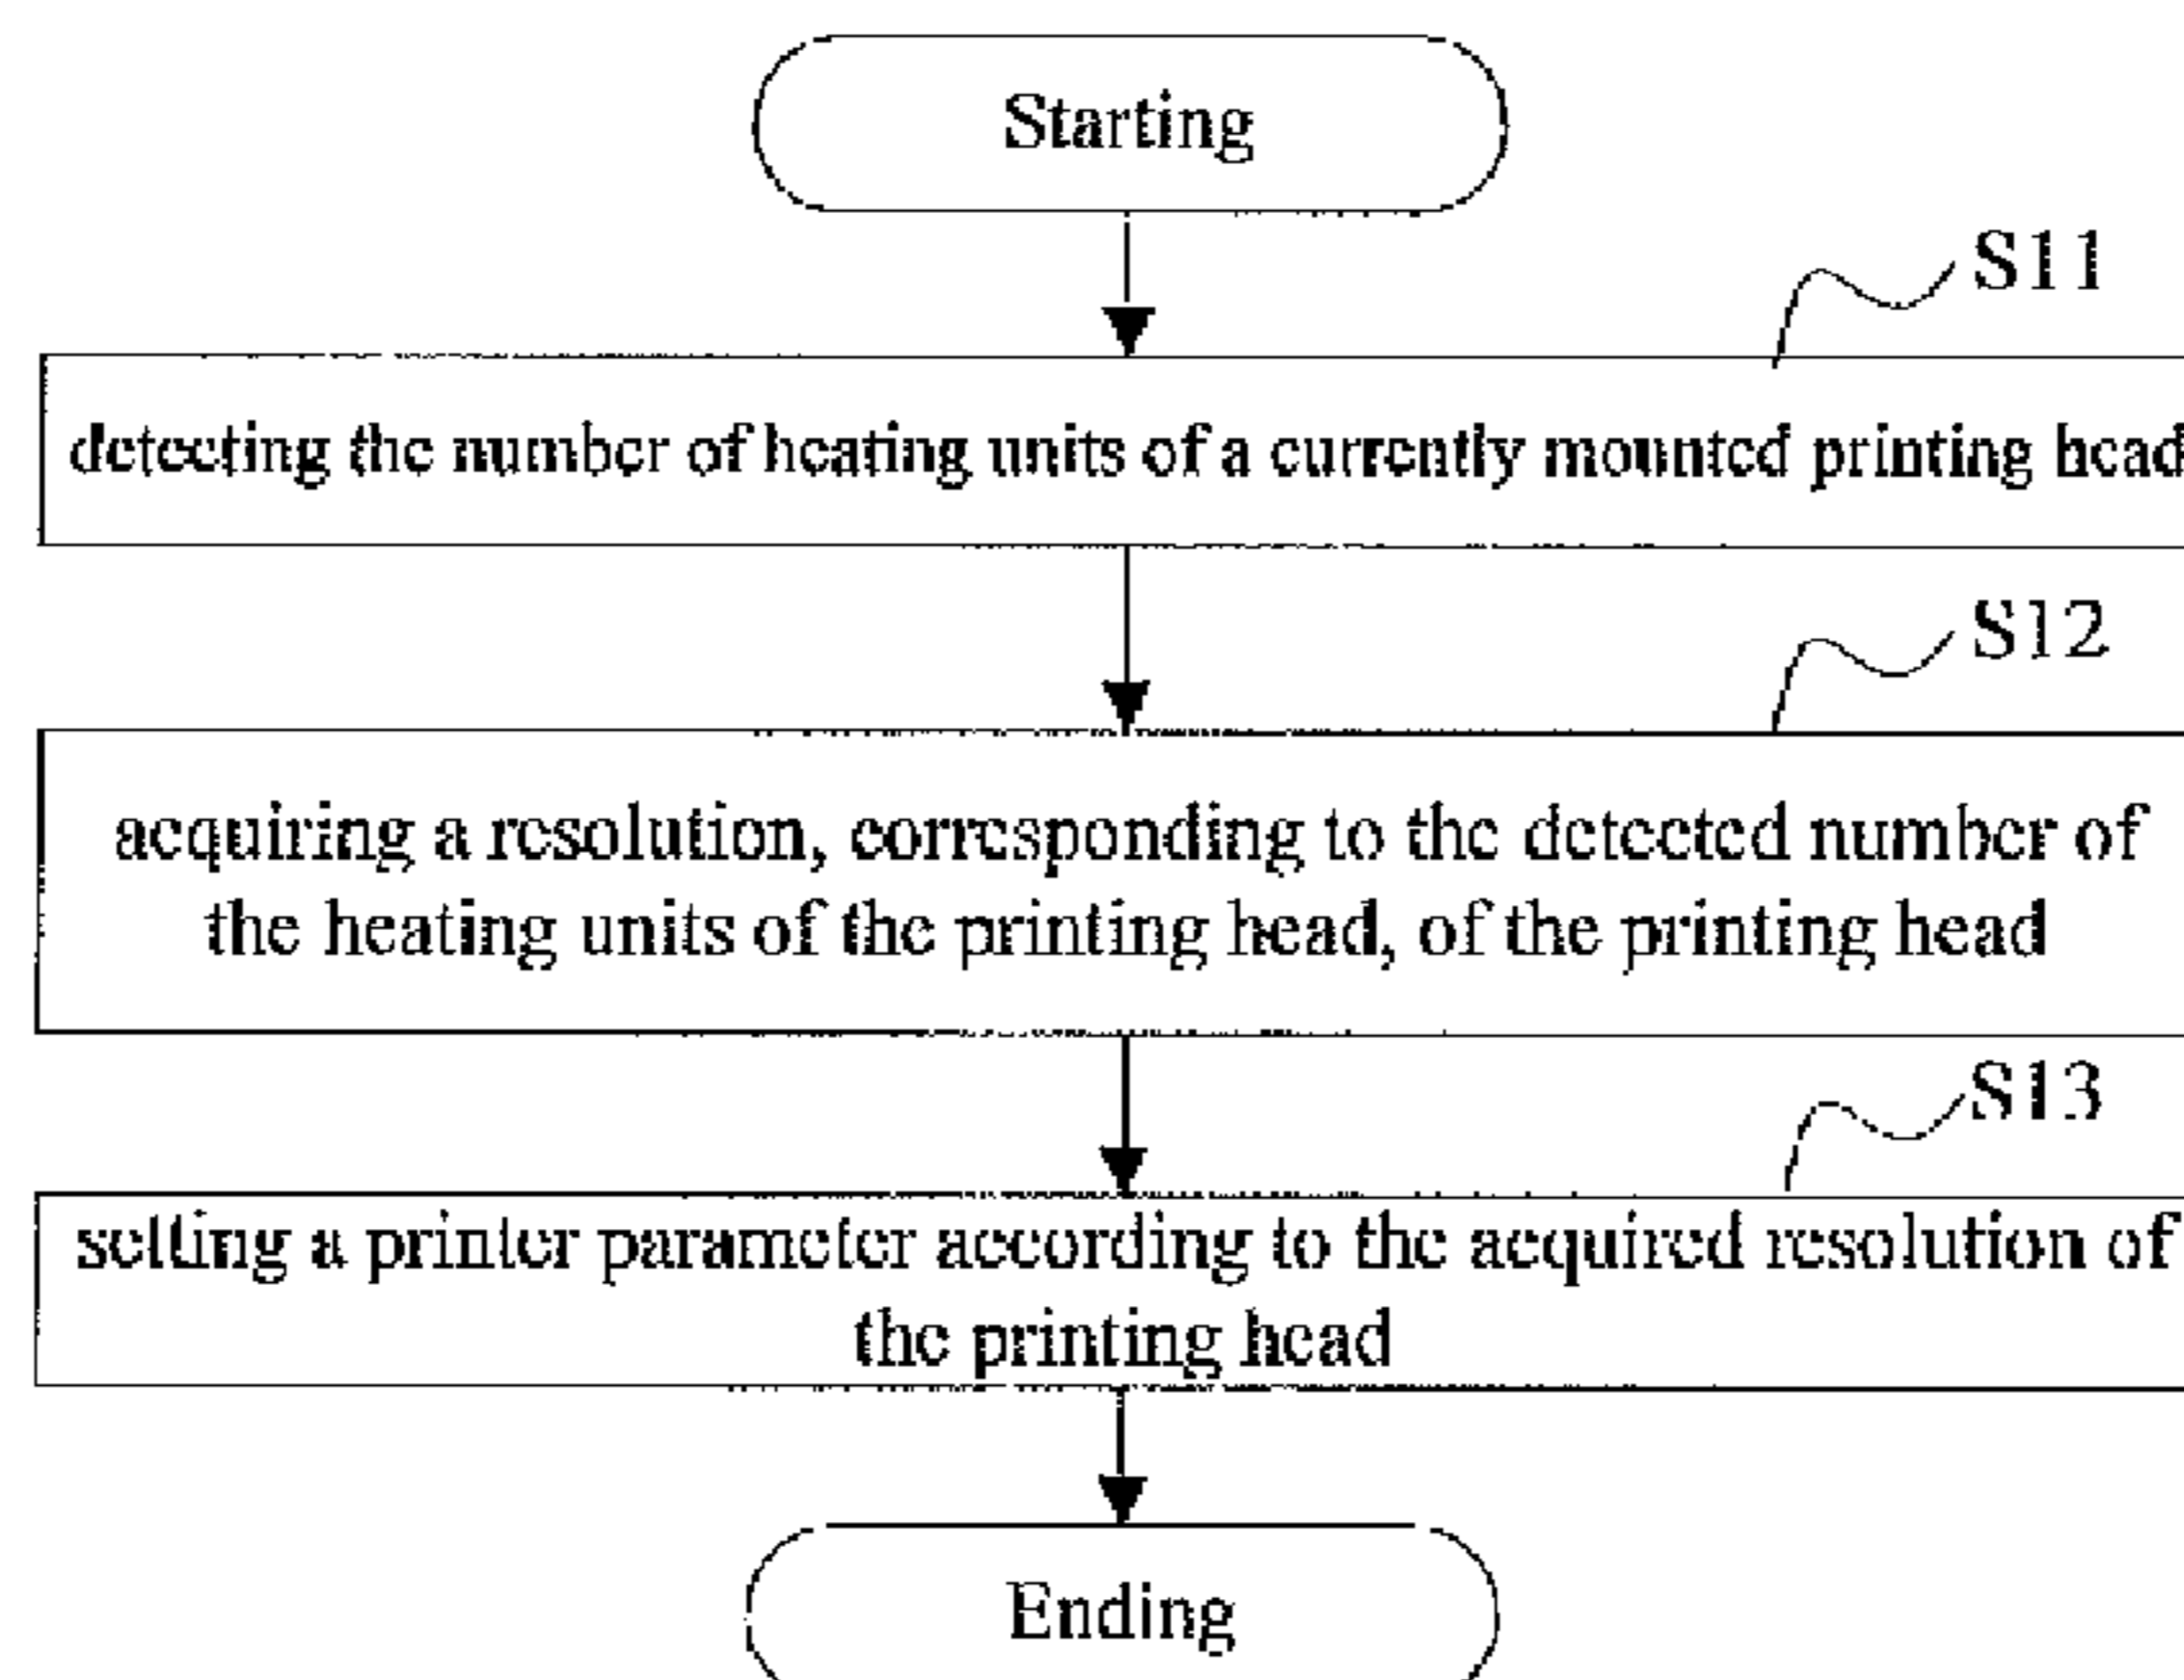 Starting
S11
detecting the number of heating units of a currently mounted printing head
S12
acquiring a resolution, corresponding to the detected number of
the heating units of the printing head, of the printing head
S13
setting a printer parameter according to the acquired resolution of
the printing head
Ending